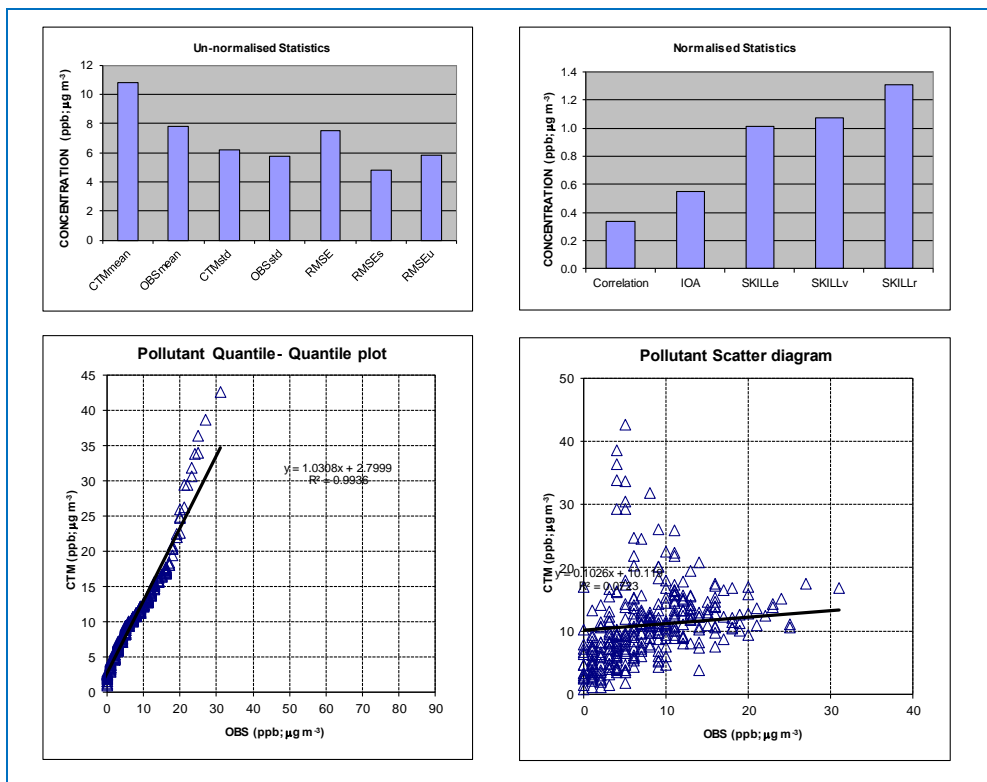 Un-normalised Statistics
CONCENTRATION (ppb; µg m-3)
12
10
8
6
4
2
0
CTMmean
OBSmean
CTMstd
OBSstd
RMSE
RMSEs
RMSEu
Normalised Statistics
CONCENTRATION (ppb; µg m-3)
1.4
1.2
1.0
0.8
0.6
0.4
0.2
0.0
Correlation IOA SKILLe SKILLv SKILLr
Pollutant Quantile- Quantile plot
CTM (ppb; µg m-3)
45
40
35
30
25
20
15
10
5
0
y = 1.0308x + 2.7999
R² = 0.9936
0 10 20 30 40 50 60 70 80 90
OBS (ppb; µg m-3)
Pollutant Scatter diagram
CTM (ppb; µg m-3)
50
40
30
20
10
0
0 10 20 30 40
OBS (ppb; µg m-3)